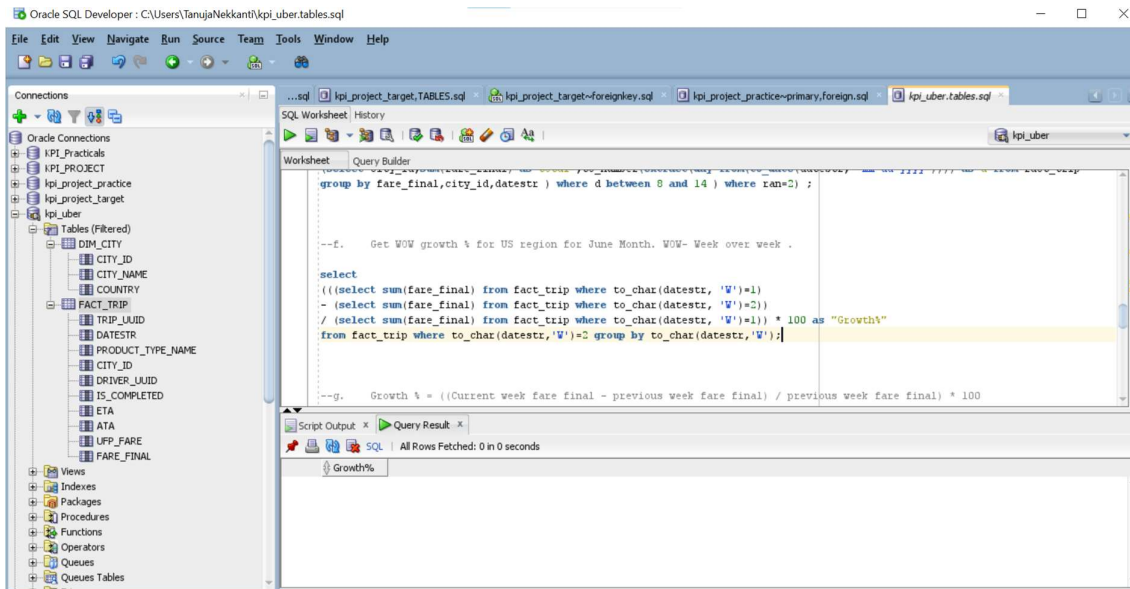 Oracle SQL Developer : C:\Users\TanujaNekkanti\kpi_uber.tables.sql
File Edit View Navigate Run Source Team Tools Window Help
Connections
Oracle Connections
KPI_Practicals
KPI_PROJECT
kpi_project_practice
kpi_project_target
kpi_uber
Tables (Filtered)
DIM_CITY
CITY_ID
CITY_NAME
COUNTRY
FACT_TRIP
TRIP_UUID
DATESTR
PRODUCT_TYPE_NAME
CITY_ID
DRIVER_UUID
IS_COMPLETED
ETA
ATA
UFP_FARE
FARE_FINAL
Views
Indexes
Packages
Procedures
Functions
Operators
Queues
Queues Tables
...sql kpi_project_target,TABLES.sql kpi_project_target~foreignkey.sql kpi_project_practice~primary,foreign.sql kpi_uber.tables.sql
SQL Worksheet History
kpi_uber
Worksheet Query Builder
group by fare_final,city_id,datestr ) where d between 8 and 14 ) where ran=2) ;
--f. Get WOW growth % for US region for June Month. WOW- Week over week .
select
(((select sum(fare_final) from fact_trip where to_char(datestr, 'W')=1)
- (select sum(fare_final) from fact_trip where to_char(datestr, 'W')=2))
/ (select sum(fare_final) from fact_trip where to_char(datestr, 'W')=1)) * 100 as "Growth%"
from fact_trip where to_char(datestr,'W')=2 group by to_char(datestr,'W');
--g. Growth % = ((Current week fare final - previous week fare final) / previous week fare final) * 100
Script Output x Query Result x
SQL | All Rows Fetched: 0 in 0 seconds
Growth%